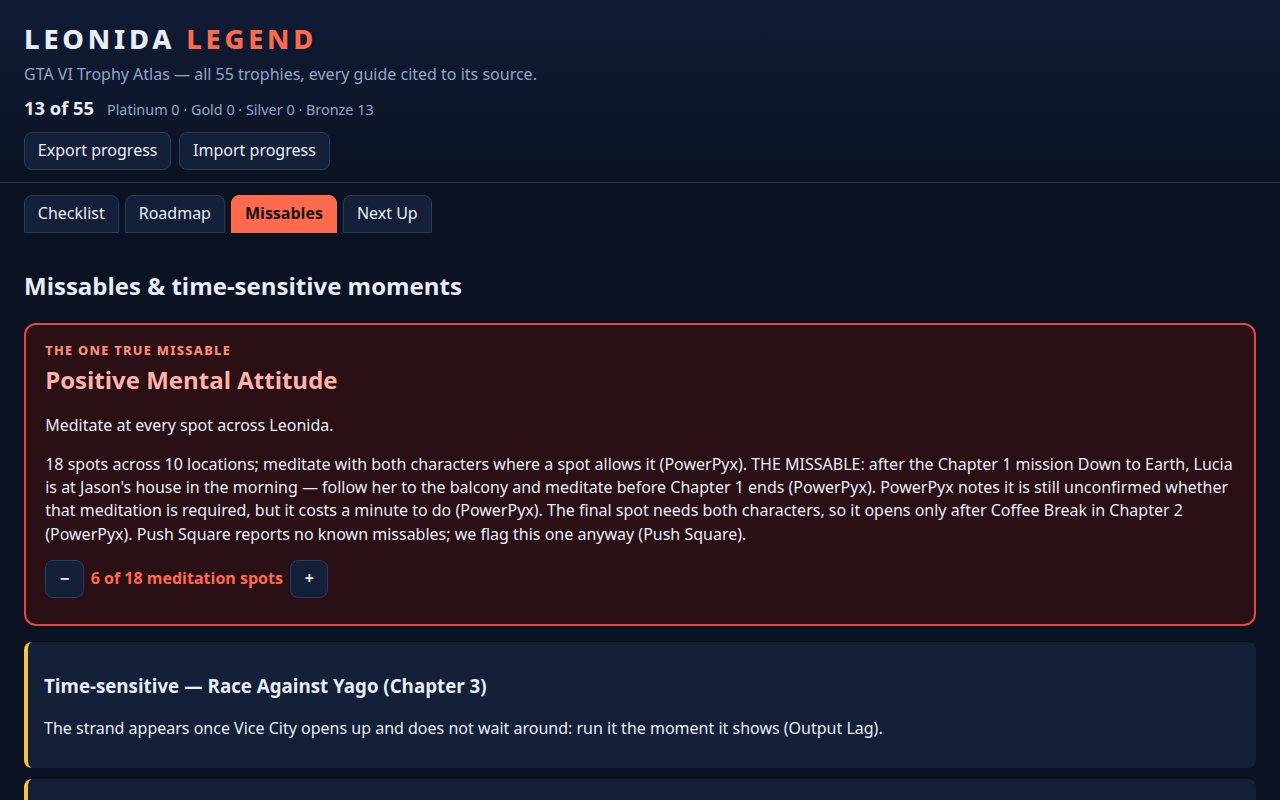 LEONIDA LEGEND
GTA VI Trophy Atlas — all 55 trophies, every guide cited to its source.
13 of 55 Platinum 0 · Gold 0 · Silver 0 · Bronze 13
Export progress Import progress
Checklist Roadmap Missables Next Up
Missables & time-sensitive moments
THE ONE TRUE MISSABLE
Positive Mental Attitude
Meditate at every spot across Leonida.
18 spots across 10 locations; meditate with both characters where a spot allows it (PowerPyx). THE MISSABLE: after the Chapter 1 mission Down to Earth, Lucia
is at Jason's house in the morning — follow her to the balcony and meditate before Chapter 1 ends (PowerPyx). PowerPyx notes it is still unconfirmed whether
that meditation is required, but it costs a minute to do (PowerPyx). The final spot needs both characters, so it opens only after Coffee Break in Chapter 2
(PowerPyx). Push Square reports no known missables; we flag this one anyway (Push Square).
− 6 of 18 meditation spots +
Time-sensitive — Race Against Yago (Chapter 3)
The strand appears once Vice City opens up and does not wait around: run it the moment it shows (Output Lag).